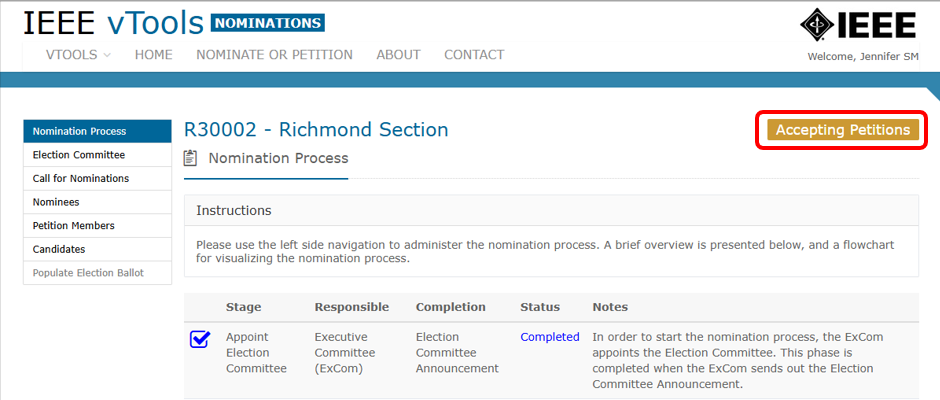 IEEE vTools NOMINATIONS
IEEE
VTOOLS HOME NOMINATE OR PETITION ABOUT CONTACT
Welcome, Jennifer SM
Nomination Process
Election Committee
Call for Nominations
Nominees
Petition Members
Candidates
Populate Election Ballot
R30002 - Richmond Section
Accepting Petitions
Nomination Process
Instructions
Please use the left side navigation to administer the nomination process. A brief overview is presented below, and a flowchart
for visualizing the nomination process.
Stage Responsible Completion Status Notes
Appoint Executive Election Completed In order to start the nomination process, the ExCom
Election Committee Committee appoints the Election Committee. This phase is
Committee (ExCom) Announcement completed when the ExCom sends out the Election
Committee Announcement.